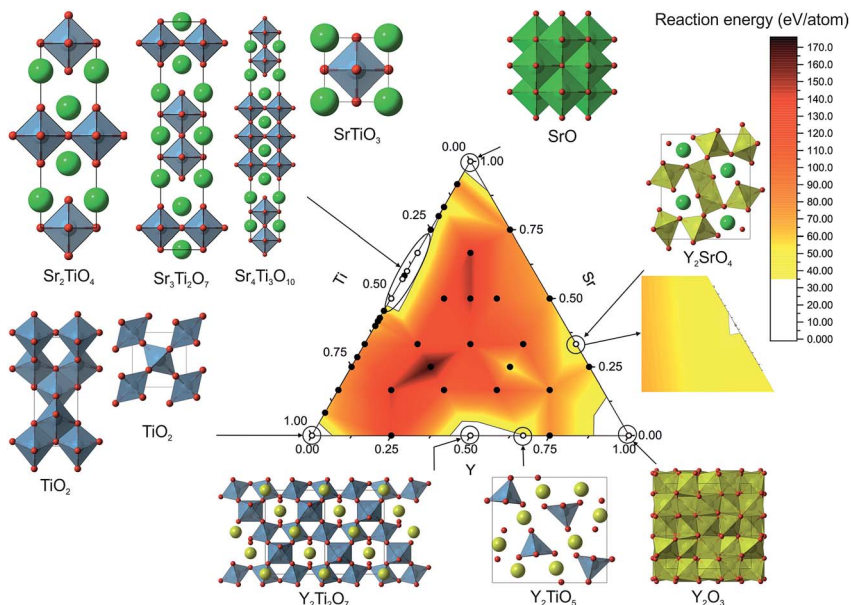 Reaction energy (eV/atom)
170.0
160.0
150.0
140.0
130.0
120.0
110.0
100.0
90.00
80.00
70.00
60.00
50.00
40.00
30.00
20.00
10.00
0.000
SrTiO3
SrO
Y2SrO4
Sr2TiO4
Sr3Ti2O7
Sr4Ti3O10
0.00
1.00
0.25
0.75
Ti
Sr
0.50
0.50
0.75
0.25
1.00
0.00
0.00
0.25
0.50
0.75
1.00
Y
TiO2
TiO2
Y2Ti2O7
Y2TiO5
Y2O3